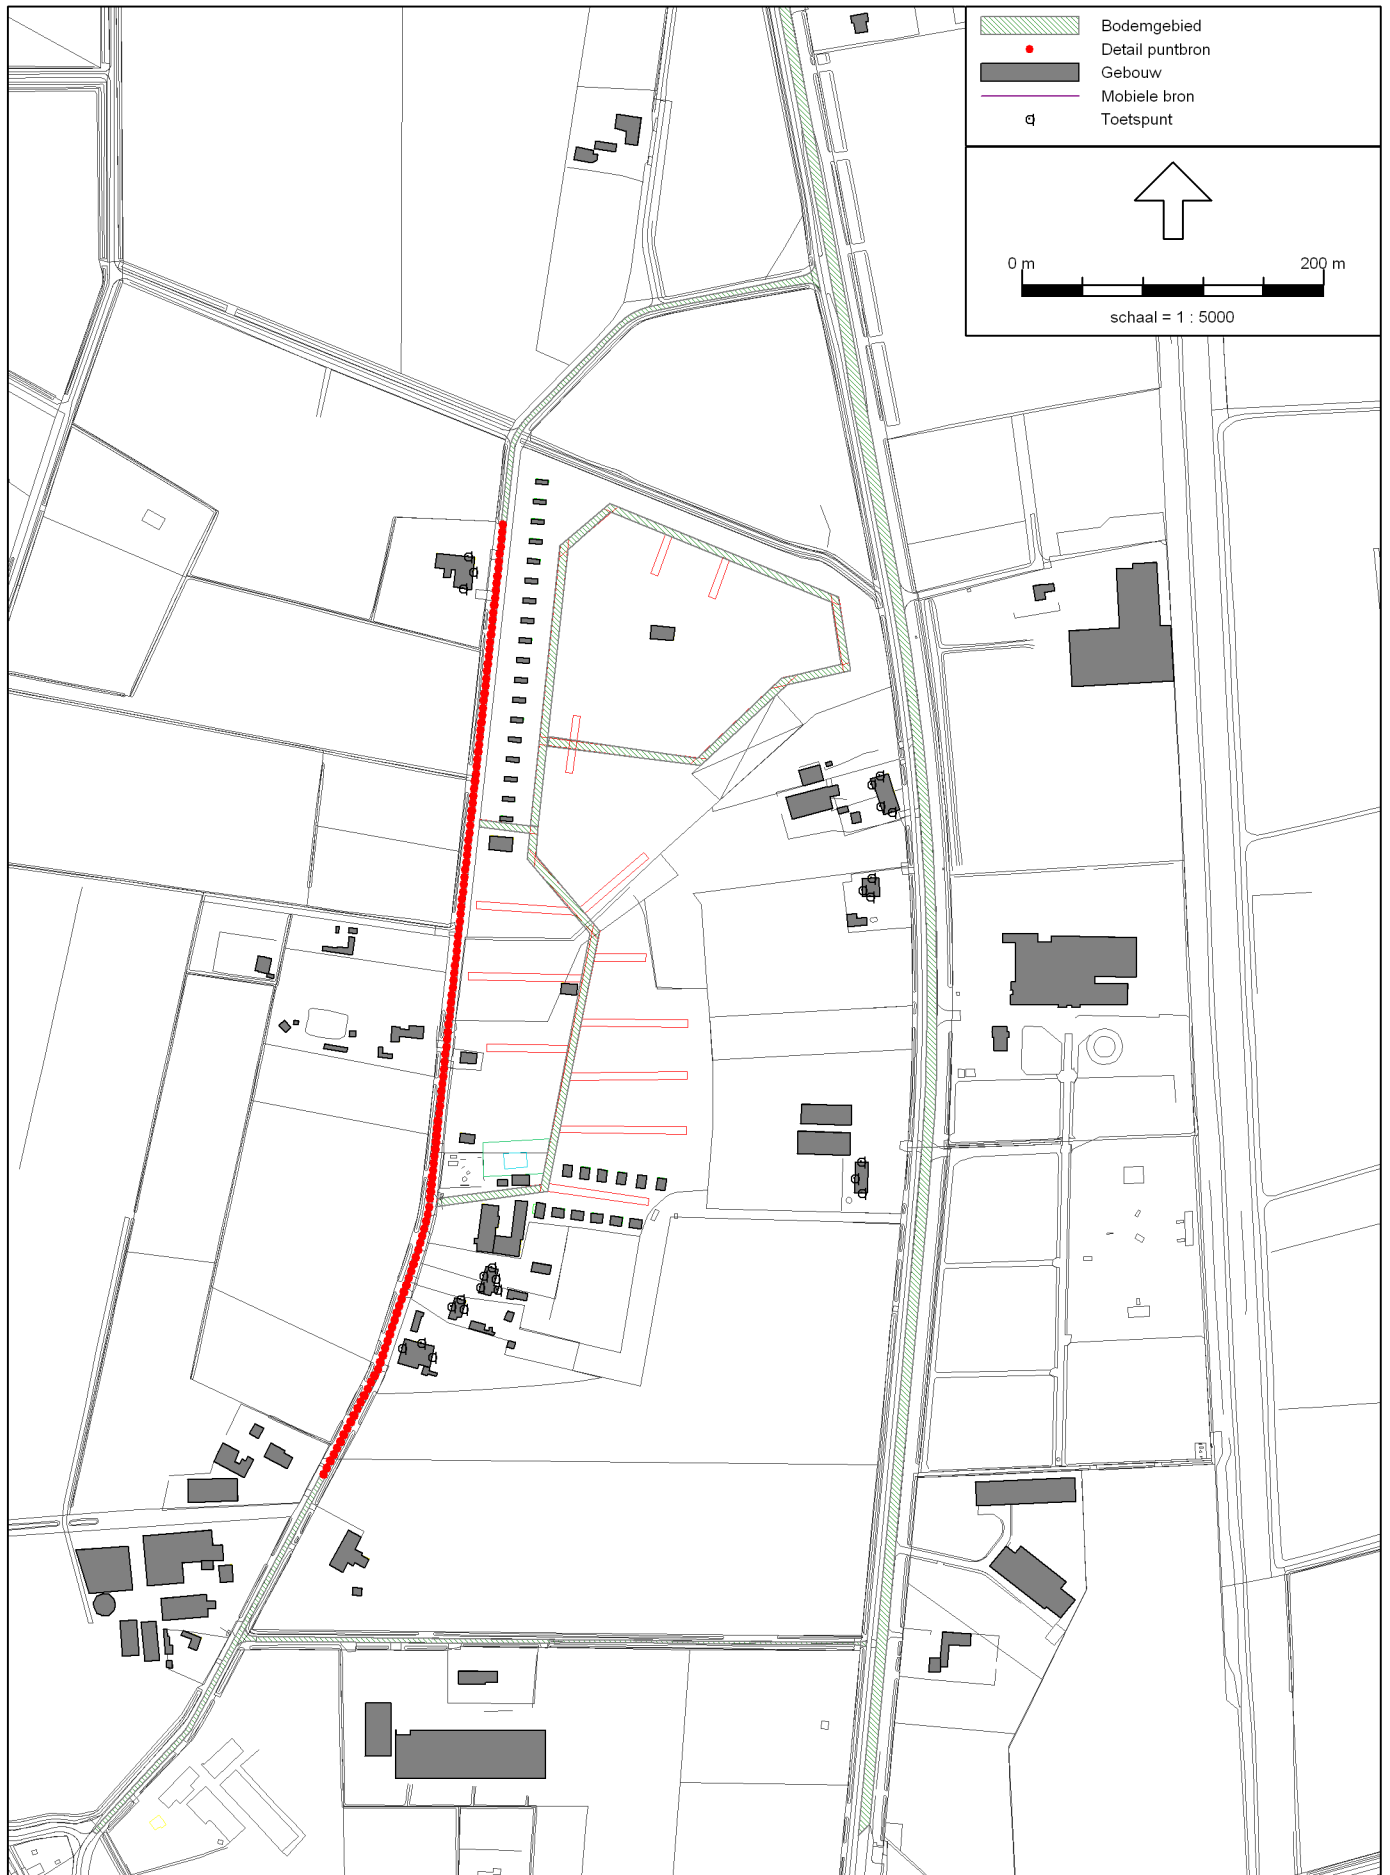 Bodemgebied
Detail puntbron
Gebouw
Mobiele bron
Toetspunt
0 m 200 m
schaal = 1 : 5000